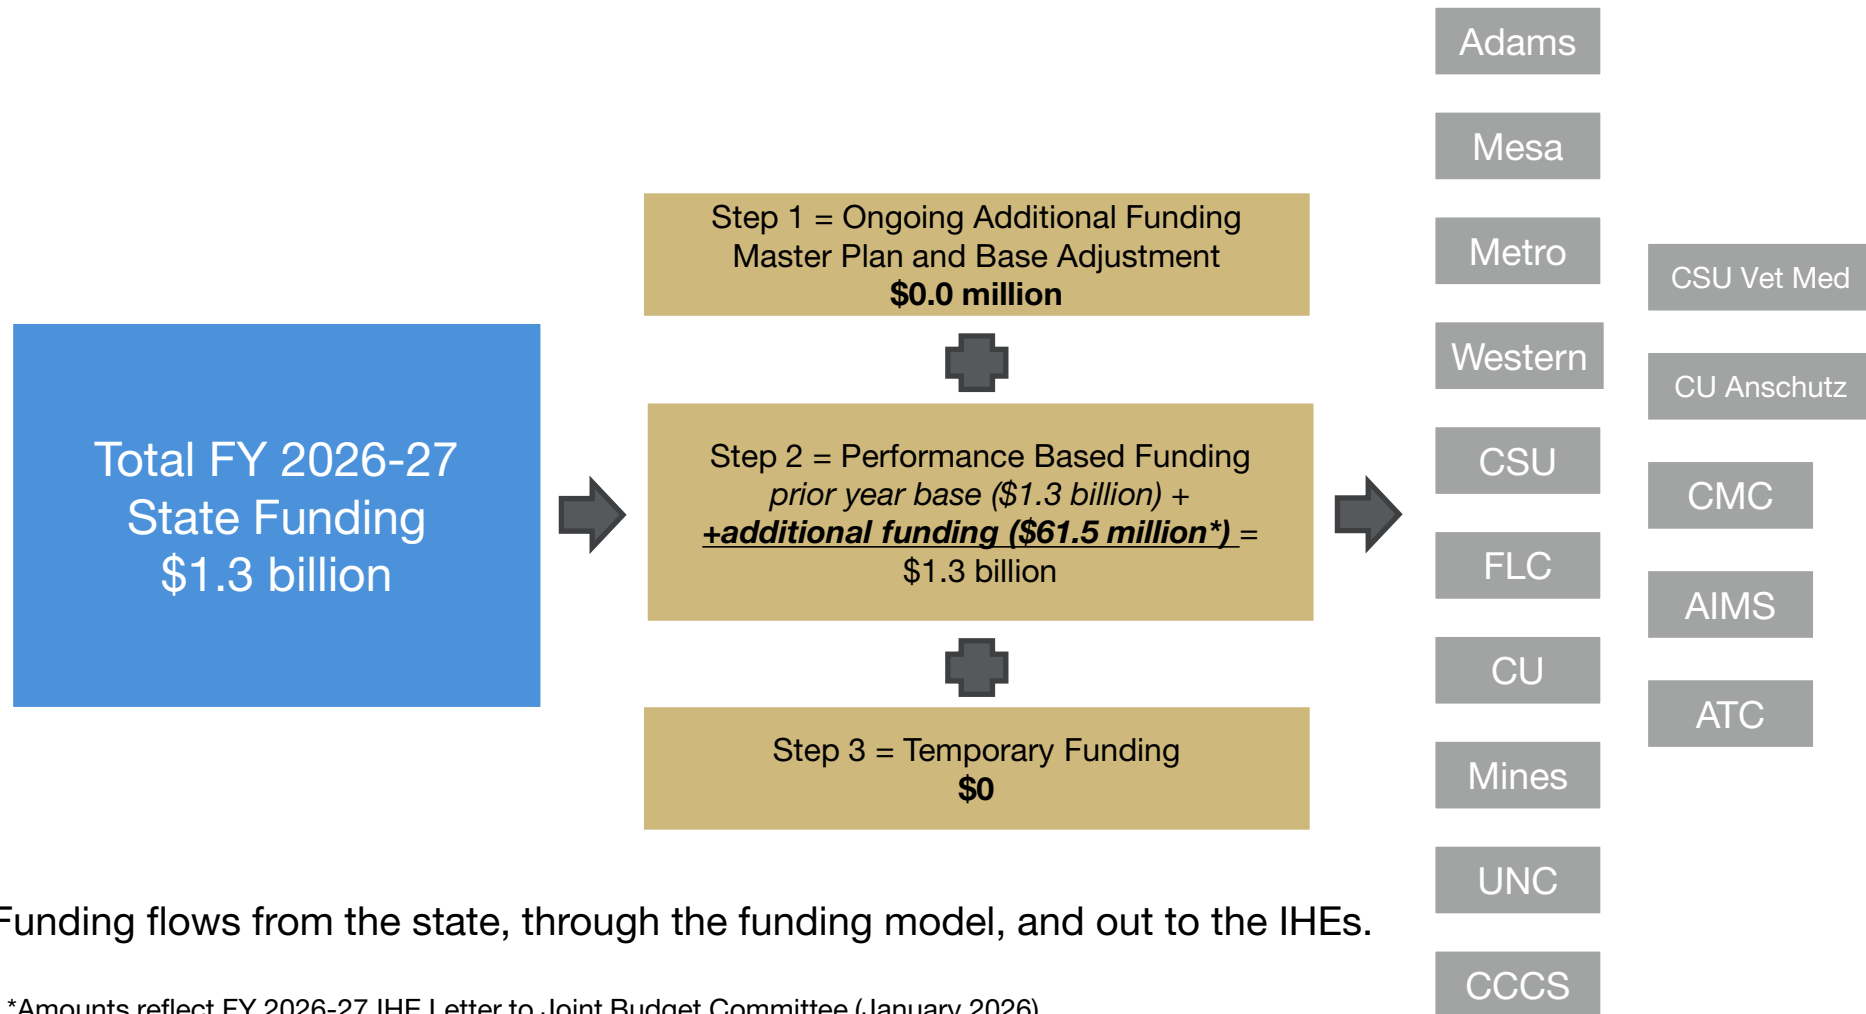 Total FY 2026-27
State Funding
$1.3 billion
Step 1 = Ongoing Additional Funding
Master Plan and Base Adjustment
$0.0 million
Step 2 = Performance Based Funding
prior year base ($1.3 billion) +
+additional funding ($61.5 million*) =
$1.3 billion
Step 3 = Temporary Funding
$0
Adams
Mesa
Metro
Western
CSU
FLC
CU
Mines
UNC
CCCS
CSU Vet Med
CU Anschutz
CMC
AIMS
ATC
Funding flows from the state, through the funding model, and out to the IHEs.
*Amounts reflect FY 2026-27 IHE Letter to Joint Budget Committee (January 2026)